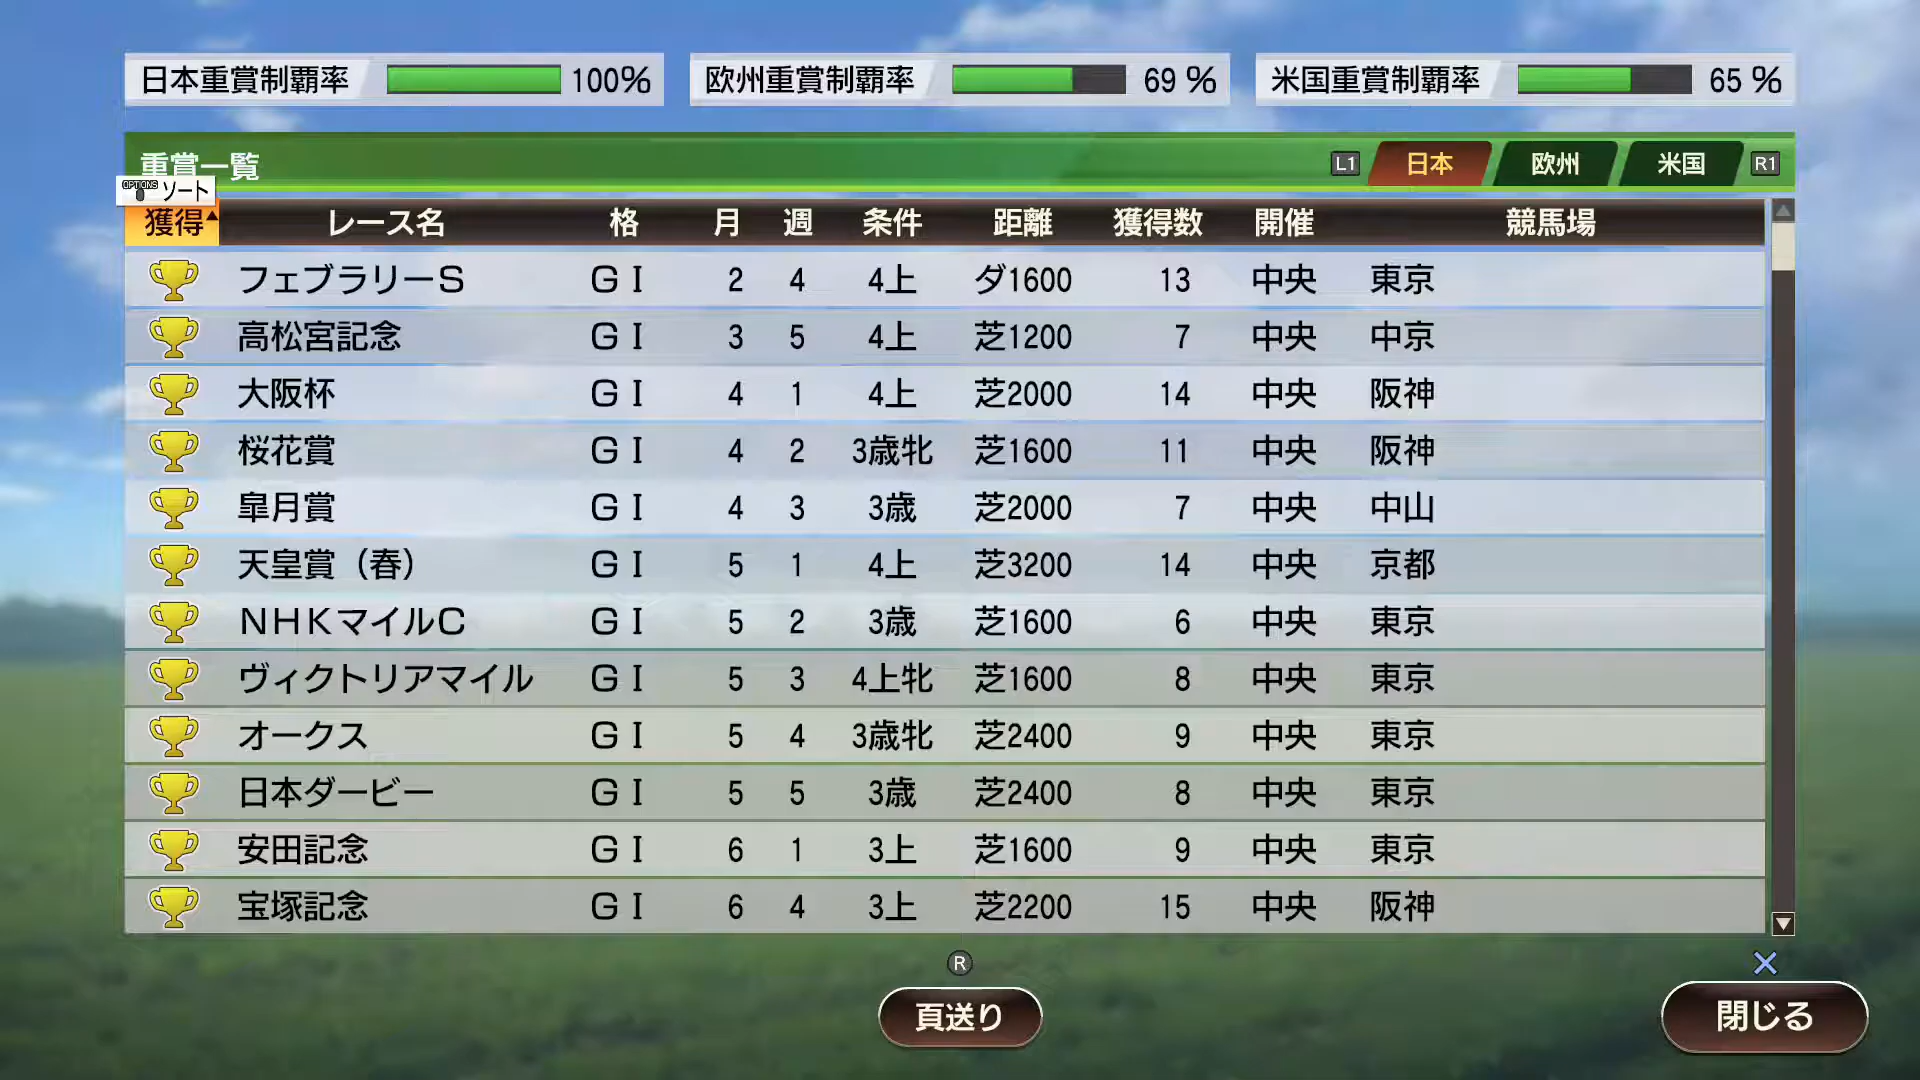 日本重賞制覇率 100%
欧州重賞制覇率 69 %
米国重賞制覇率 65 %
重賞一覧 L1 日本 欧州 米国 R1
OPTIONS ソート
獲得 レース名 格 月 週 条件 距離 獲得数 開催 競馬場
フェブラリーS GⅠ 2 4 4上 ダ1600 13 中央 東京
高松宮記念 GⅠ 3 5 4上 芝1200 7 中央 中京
大阪杯 GⅠ 4 1 4上 芝2000 14 中央 阪神
桜花賞 GⅠ 4 2 3歳牝 芝1600 11 中央 阪神
皐月賞 GⅠ 4 3 3歳 芝2000 7 中央 中山
天皇賞（春） GⅠ 5 1 4上 芝3200 14 中央 京都
NHKマイルC GⅠ 5 2 3歳 芝1600 6 中央 東京
ヴィクトリアマイル GⅠ 5 3 4上牝 芝1600 8 中央 東京
オークス GⅠ 5 4 3歳牝 芝2400 9 中央 東京
日本ダービー GⅠ 5 5 3歳 芝2400 8 中央 東京
安田記念 GⅠ 6 1 3上 芝1600 9 中央 東京
宝塚記念 GⅠ 6 4 3上 芝2200 15 中央 阪神
R
頁送り
閉じる